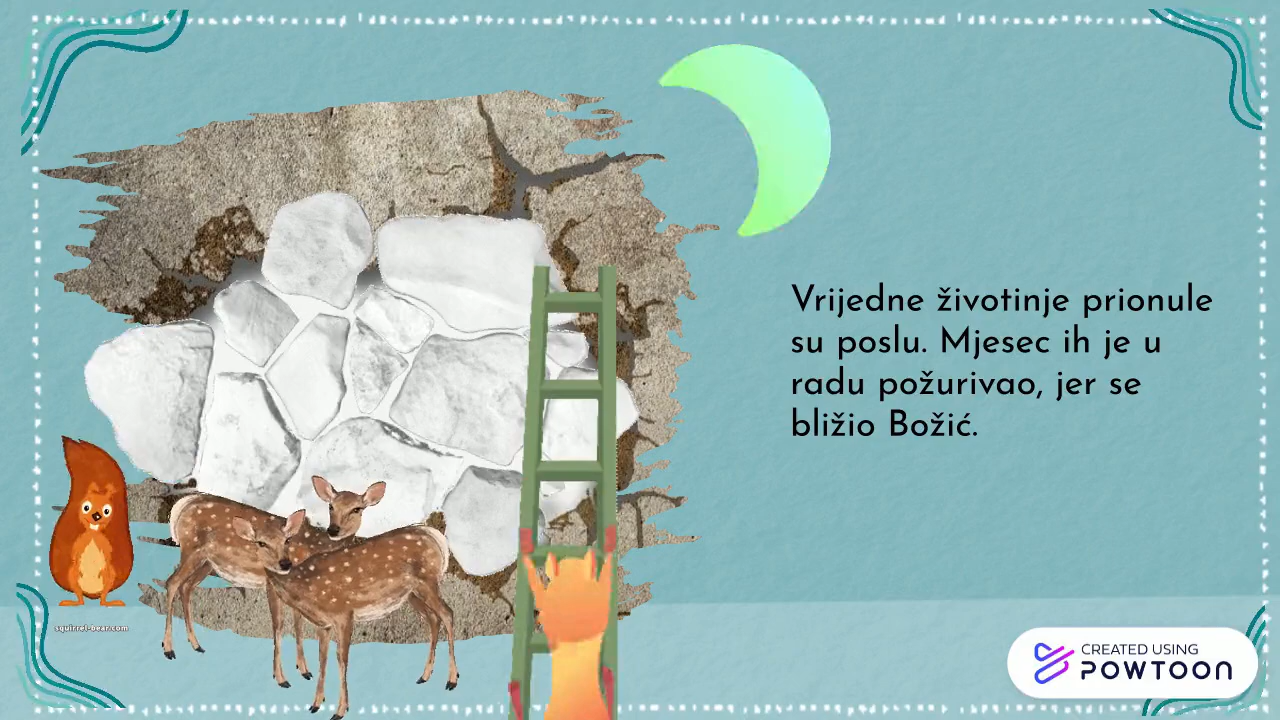 Vrijedne životinje prionule
su poslu. Mjesec ih je u
radu požurivao, jer se
bližio Božić.
squirrel-bear.com
CREATED USING
POWTOON